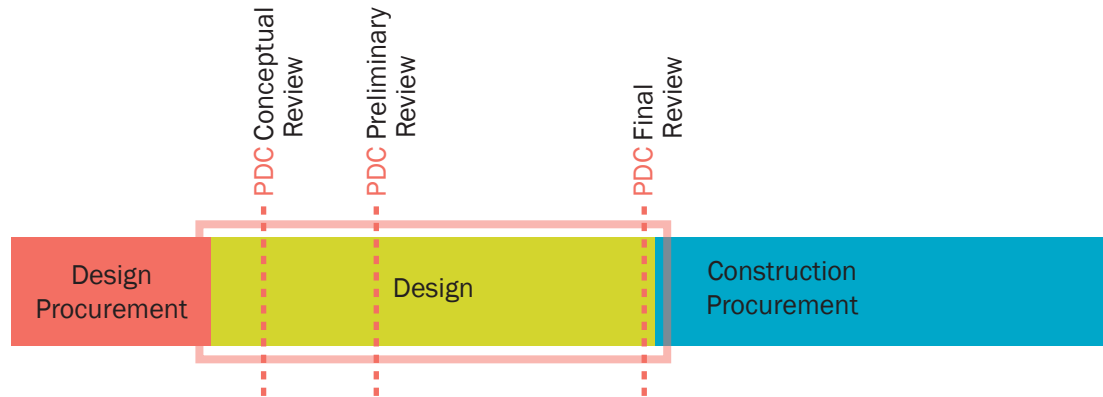 PDC Conceptual
Review
PDC Preliminary
Review
PDC Final
Review
Design
Procurement
Design
Construction
Procurement